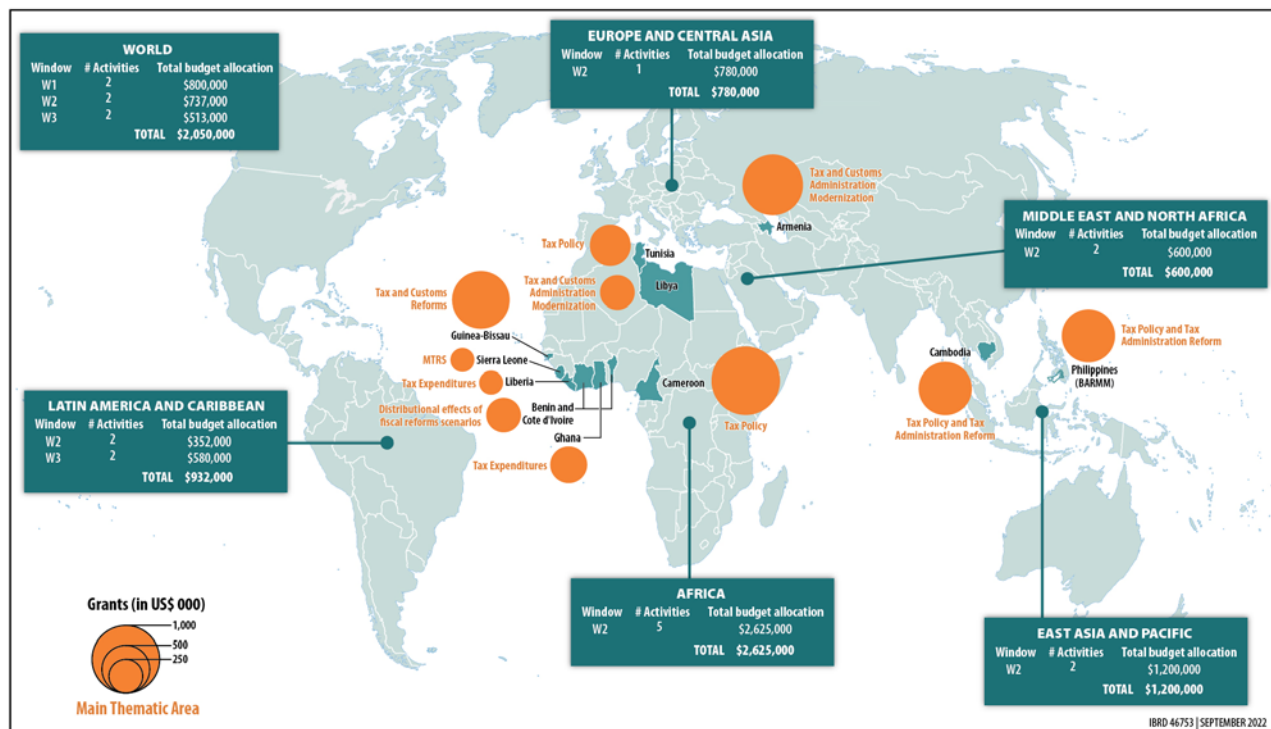 WORLD
Window # Activities Total budget allocation
W1 2 $800,000
W2 2 $737,000
W3 2 $513,000
TOTAL $2,050,000
EUROPE AND CENTRAL ASIA
Window # Activities Total budget allocation
W2 1 $780,000
TOTAL $780,000
Tax and Customs
Administration
Modernization
Armenia
MIDDLE EAST AND NORTH AFRICA
Window # Activities Total budget allocation
W2 2 $600,000
TOTAL $600,000
Tax Policy
Tunisia
Tax and Customs
Administration
Modernization
Libya
Tax and Customs
Reforms
Guinea-Bissau
MTRS
Sierra Leone
Tax Expenditures
Liberia
Distributional effects of
fiscal reforms scenarios
Benin and
Cote d'Ivoire
Ghana
Tax Expenditures
Cameroon
Tax Policy
Cambodia
Tax Policy and Tax
Administration Reform
Tax Policy and Tax
Administration Reform
Philippines
(BARMM)
LATIN AMERICA AND CARIBBEAN
Window # Activities Total budget allocation
W2 2 $352,000
W3 2 $580,000
TOTAL $932,000
AFRICA
Window # Activities Total budget allocation
W2 5 $2,625,000
TOTAL $2,625,000
EAST ASIA AND PACIFIC
Window # Activities Total budget allocation
W2 2 $1,200,000
TOTAL $1,200,000
Grants (in US$ 000)
1,000
500
250
Main Thematic Area
IBRD 46753 | SEPTEMBER 2022